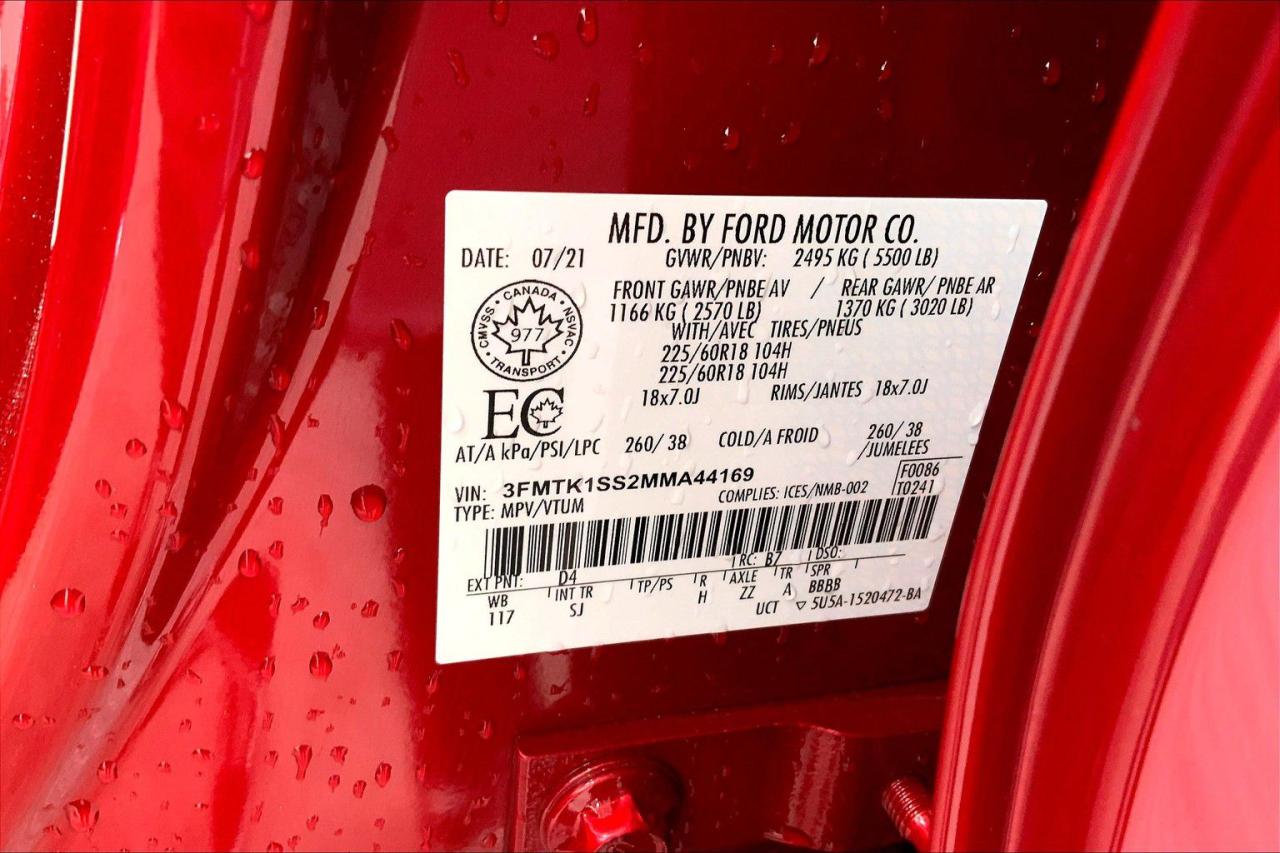 MFD. BY FORD MOTOR CO.
DATE: 07/21 GVWR/PNBV: 2495 KG ( 5500 LB)
FRONT GAWR/PNBE AV / REAR GAWR/ PNBE AR
1166 KG ( 2570 LB) 1370 KG ( 3020 LB)
WITH/AVEC TIRES/PNEUS
225/60R18 104H
225/60R18 104H
18x7.0J RIMS/JANTES 18x7.0J
CANADA
CMVSS 977 NSVAC
TRANSPORT
EC
AT/A kPa/PSI/LPC 260/ 38 COLD/A FROID 260/ 38
/JUMELEES
VIN: 3FMTK1SS2MMA44169 F0086
TYPE: MPV/VTUM COMPLIES: ICES/NMB-002 T0241
EXT PNT: D4 RC: B7 DSO:
WB INT TR TP/PS R AXLE TR SPR
117 SJ H ZZ A BBBB
UCT ▽ 5U5A-1520472-BA